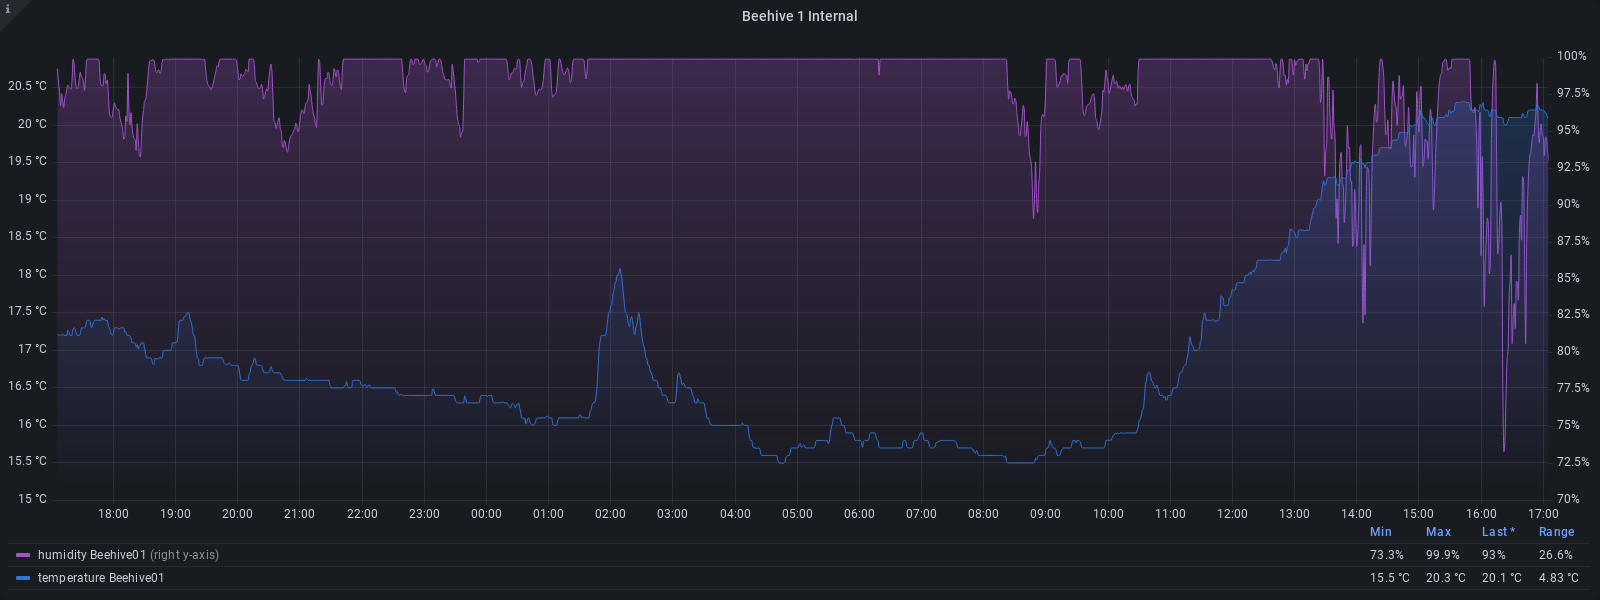 i
Beehive 1 Internal
20.5 °C
20 °C
19.5 °C
19 °C
18.5 °C
18 °C
17.5 °C
17 °C
16.5 °C
16 °C
15.5 °C
15 °C
100%
97.5%
95%
92.5%
90%
87.5%
85%
82.5%
80%
77.5%
75%
72.5%
70%
18:00 19:00 20:00 21:00 22:00 23:00 00:00 01:00 02:00 03:00 04:00 05:00 06:00 07:00 08:00 09:00 10:00 11:00 12:00 13:00 14:00 15:00 16:00 17:00
Min Max Last * Range
humidity Beehive01 (right y-axis) 73.3% 99.9% 93% 26.6%
temperature Beehive01 15.5 °C 20.3 °C 20.1 °C 4.83 °C